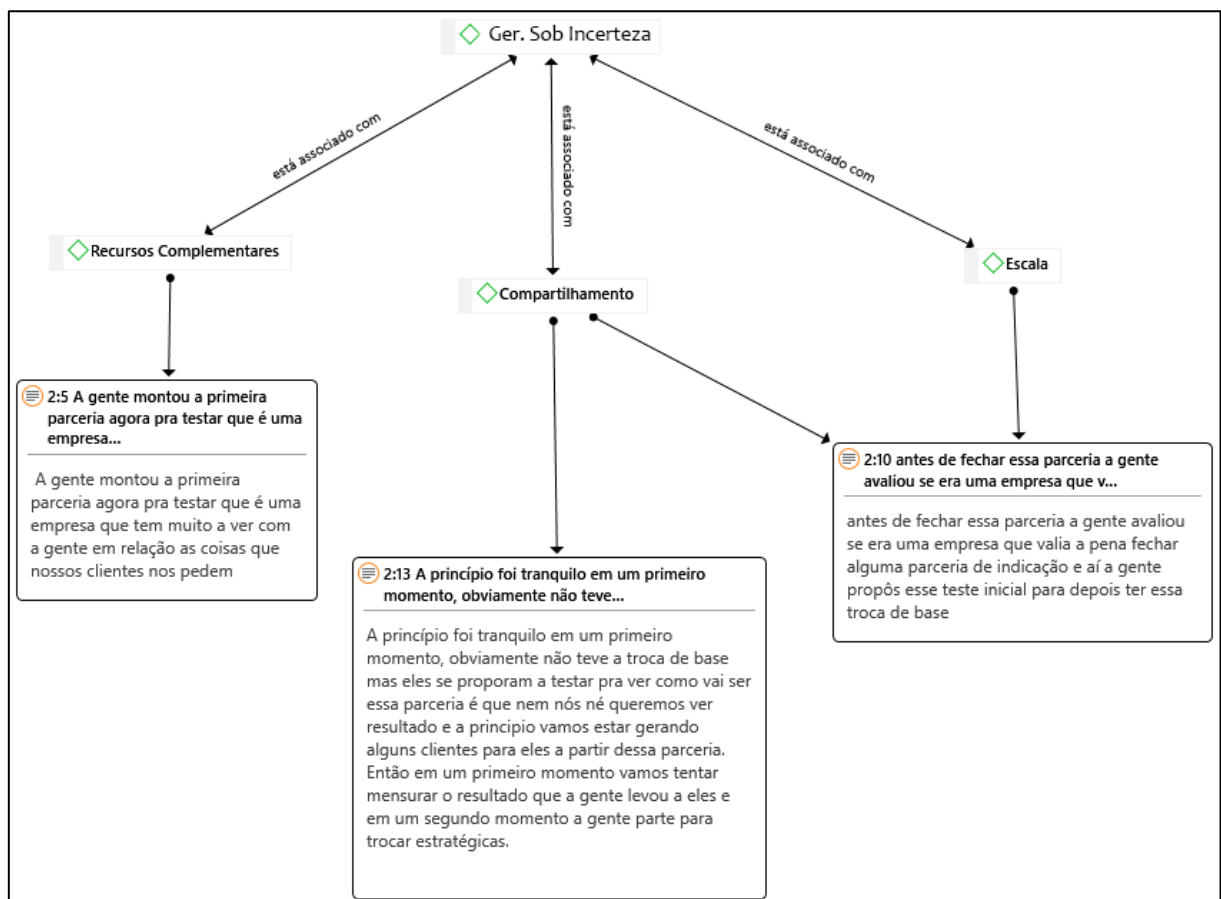 Ger. Sob Incerteza
está associado com
está associado com
está associado com
Recursos Complementares
Compartilhamento
Escala
2:5 A gente montou a primeira
parceria agora pra testar que é uma
empresa...
A gente montou a primeira
parceria agora pra testar que é uma
empresa que tem muito a ver com
a gente em relação as coisas que
nossos clientes nos pedem
2:13 A princípio foi tranquilo em um primeiro
momento, obviamente não teve...
A princípio foi tranquilo em um primeiro
momento, obviamente não teve a troca de base
mas eles se proporam a testar pra ver como vai ser
essa parceria é que nem nós né queremos ver
resultado e a principio vamos estar gerando
alguns clientes para eles a partir dessa parceria.
Então em um primeiro momento vamos tentar
mensurar o resultado que a gente levou a eles e
em um segundo momento a gente parte para
trocar estratégicas.
2:10 antes de fechar essa parceria a gente
avaliou se era uma empresa que v...
antes de fechar essa parceria a gente avaliou
se era uma empresa que valia a pena fechar
alguma parceria de indicação e aí a gente
propôs esse teste inicial para depois ter essa
troca de base